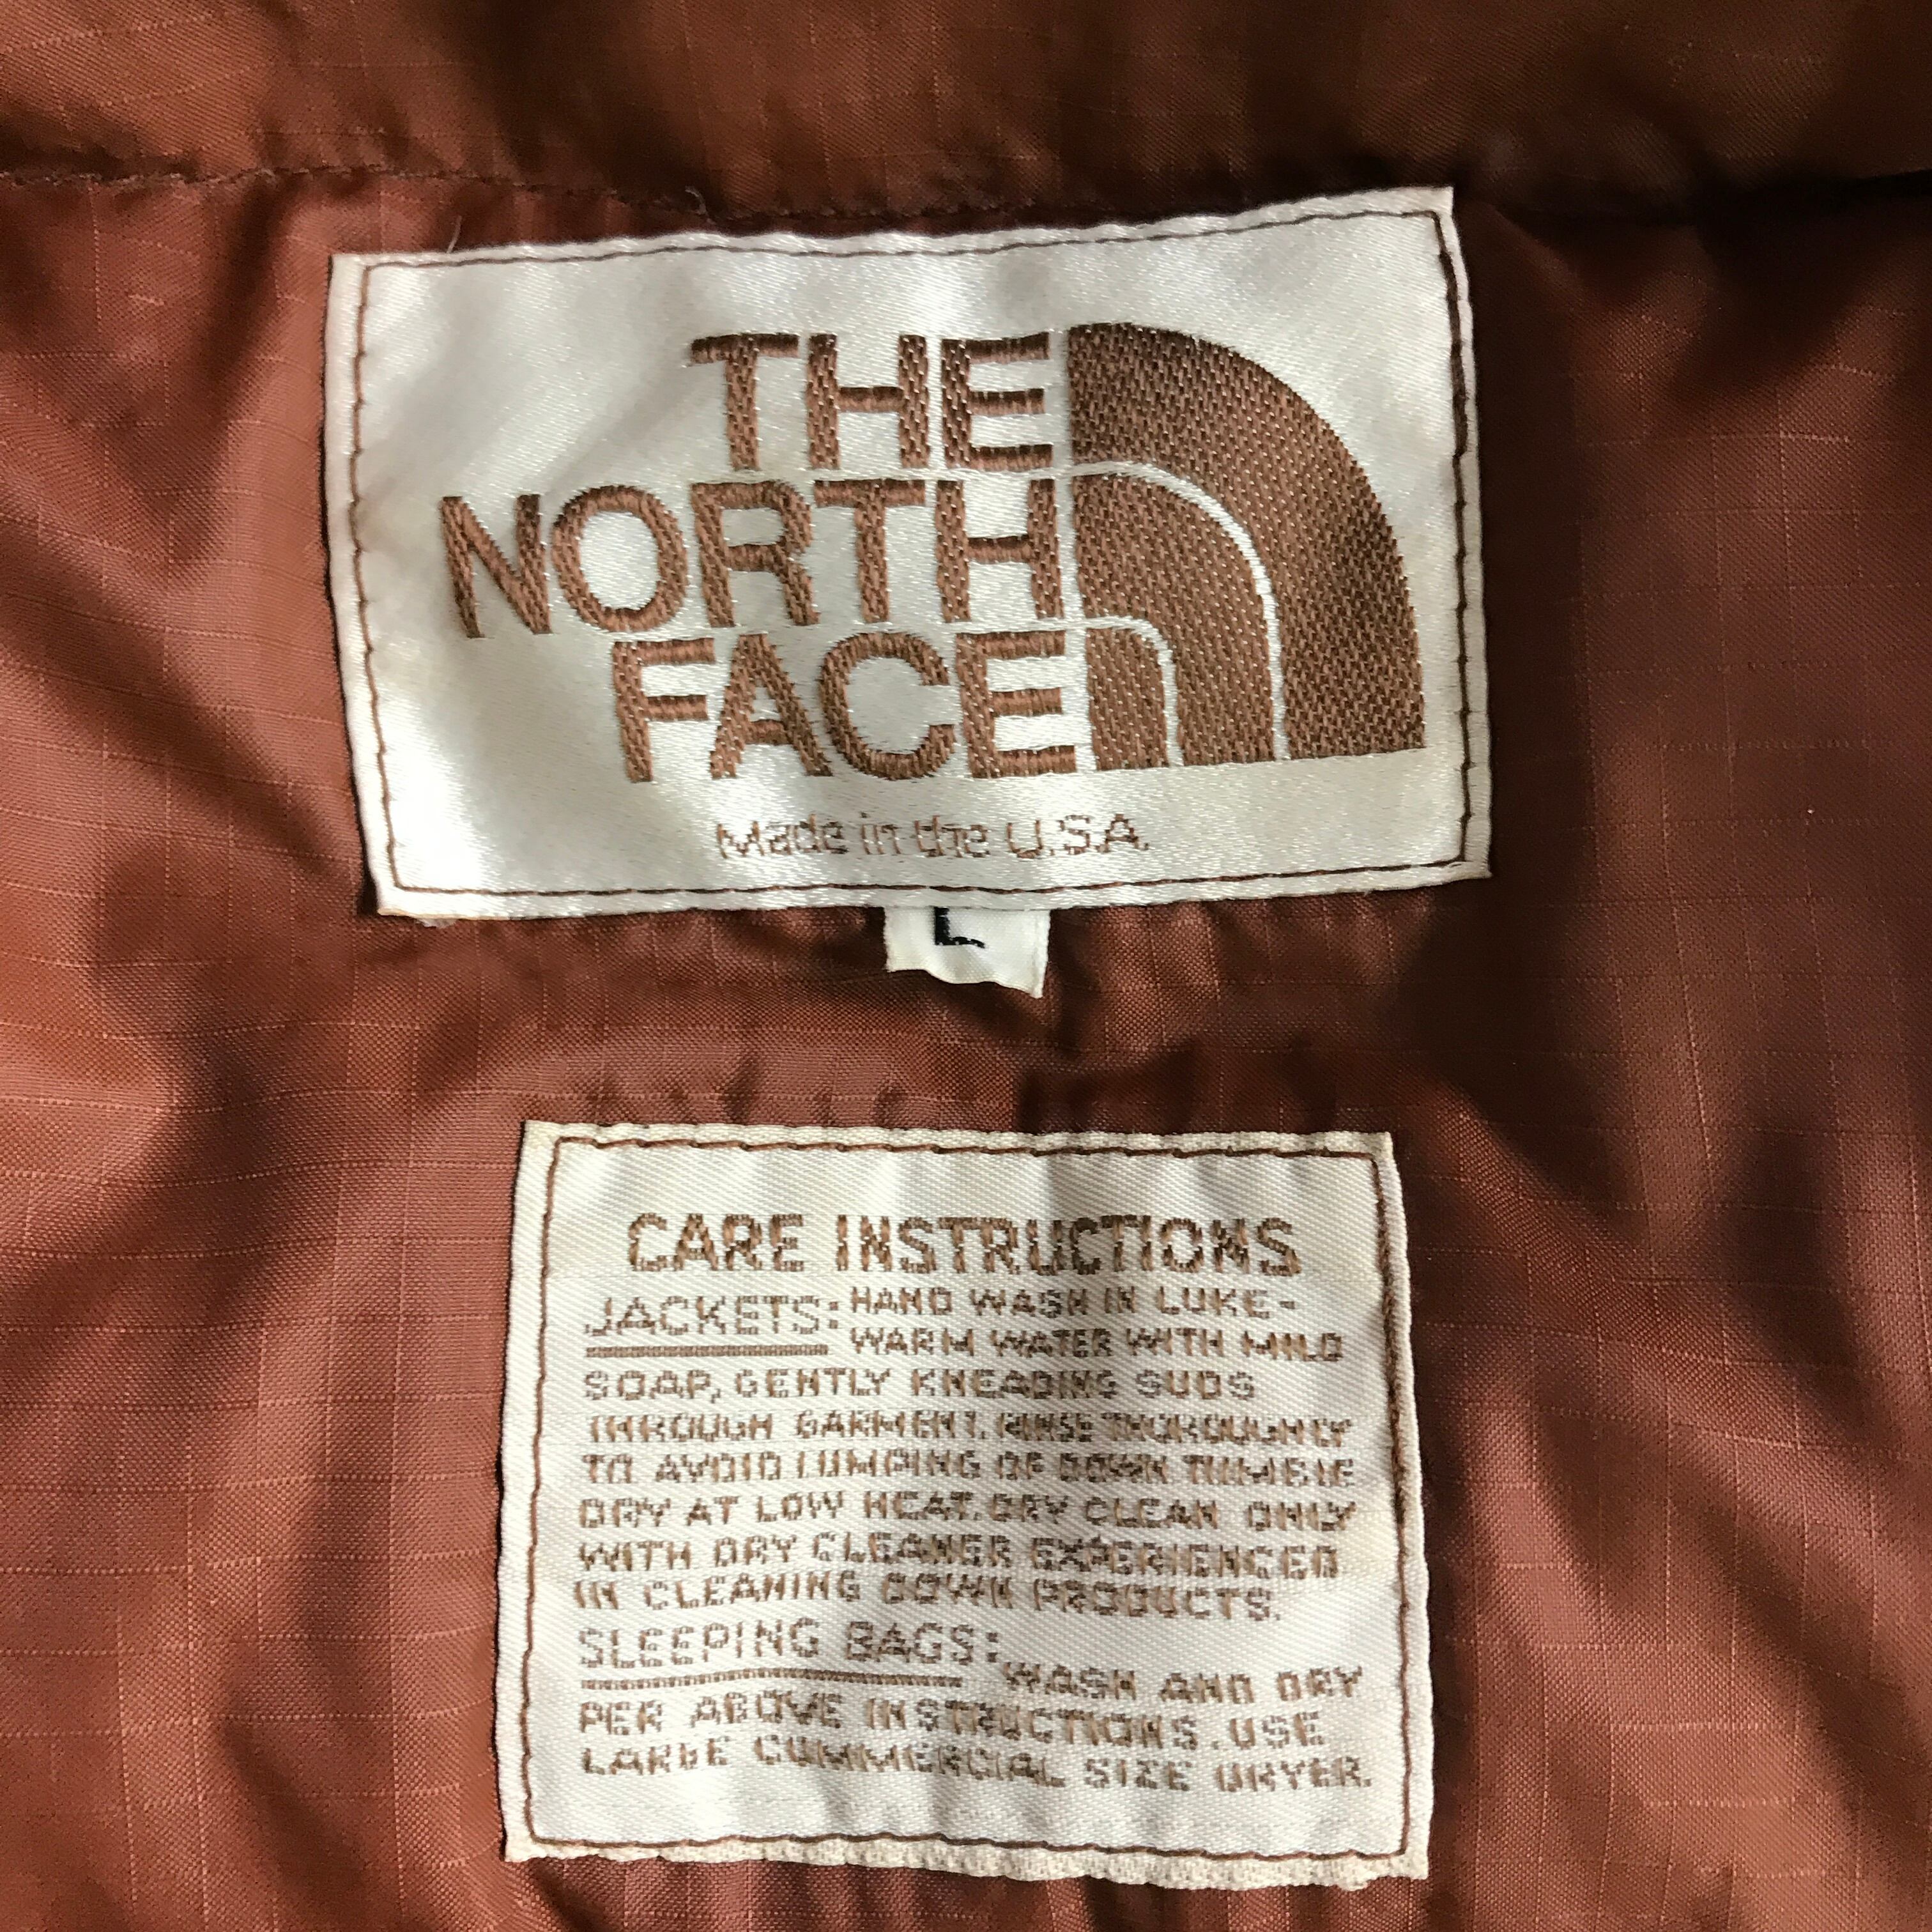 THE
NORTH
FACE
Made in the U.S.A.
L
CARE INSTRUCTIONS
JACKETS: HAND WASH IN LUKE-
WARM WATER WITH MILD
SOAP, GENTLY KNEADING SUDS
THROUGH GARMENT. RINSE THOROUGHLY
TO AVOID LUMPING OF DOWN TUMBLE
DRY AT LOW HEAT. DRY CLEAN ONLY
WITH DRY CLEANER EXPERIENCED
IN CLEANING DOWN PRODUCTS.
SLEEPING BAGS: WASH AND DRY
PER ABOVE INSTRUCTIONS. USE
LARGE COMMERCIAL SIZE DRYER.